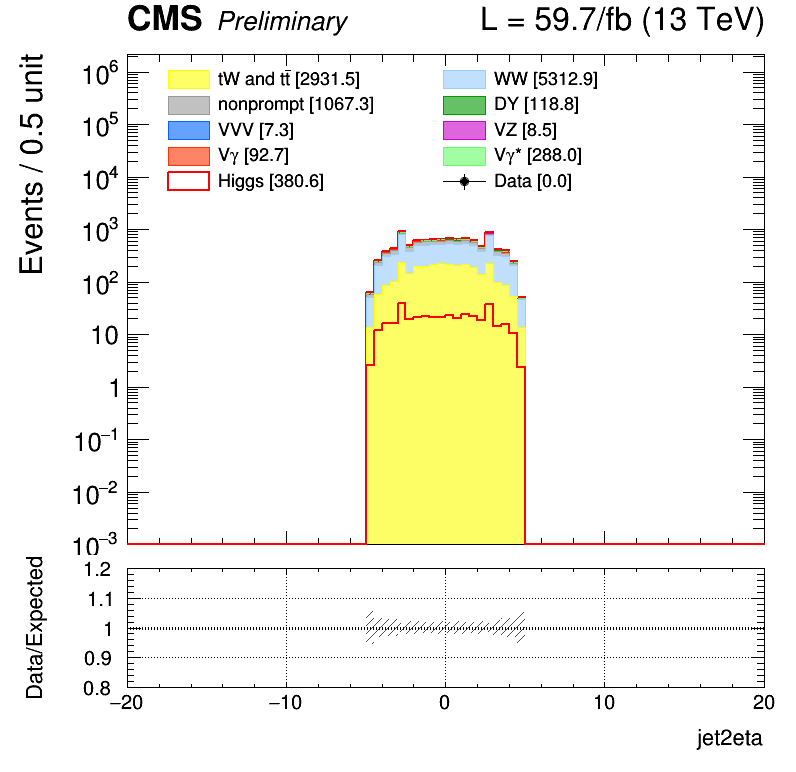 CMS Preliminary L = 59.7/fb (13 TeV)
Events / 0.5 unit
tW and tt̄ [2931.5] WW [5312.9]
nonprompt [1067.3] DY [118.8]
VVV [7.3] VZ [8.5]
Vγ [92.7] Vγ* [288.0]
Higgs [380.6] Data [0.0]
10⁶
10⁵
10⁴
10³
10²
10
1
10⁻¹
10⁻²
10⁻³
Data/Expected
1.2
1.1
1
0.9
0.8
−20 −10 0 10 20
jet2eta